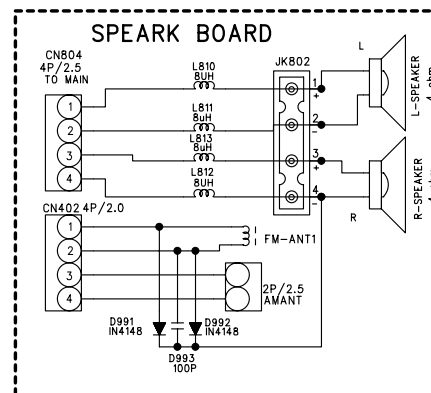 SPEARK BOARD
CN804
4P/2.5
TO MAIN
L810
8UH
JK802
L
1
+
L811
8uH
2
-
L813
8uH
3
+
L812
8UH
4
-
1
2
3
4
L-SPEAKER
4 ohm
R-SPEAKER
R
CN402 4P/2.0
1
2
3
4
FM-ANT1
2P/2.5
AMANT
D991
IN4148
D992
IN4148
D993
100P